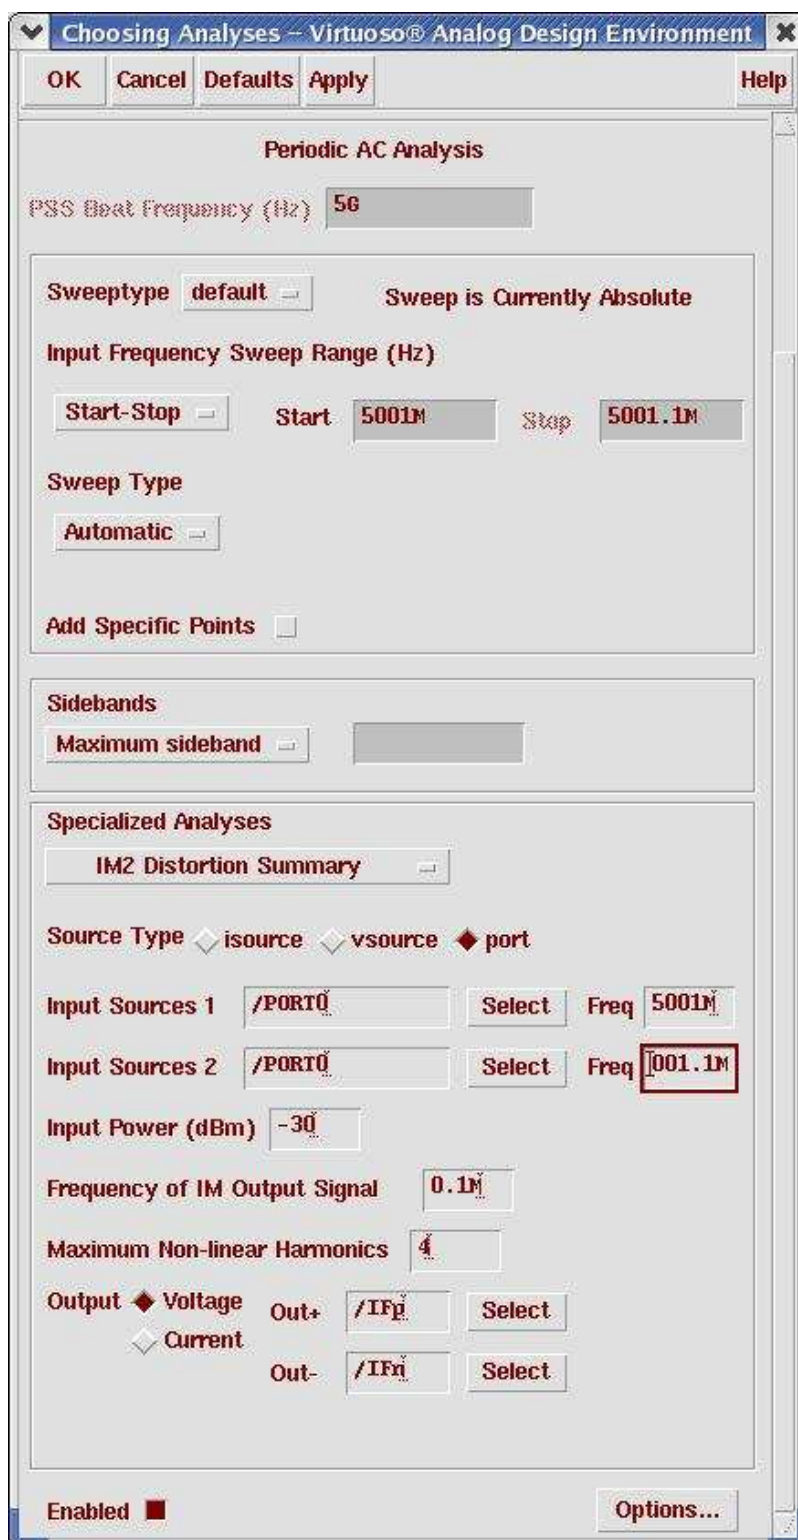 Choosing Analyses – Virtuoso® Analog Design Environment
OK Cancel Defaults Apply Help
Periodic AC Analysis
PSS Beat Frequency (Hz) 5G
Sweeptype default Sweep is Currently Absolute
Input Frequency Sweep Range (Hz)
Start-Stop Start 5001M Stop 5001.1M
Sweep Type
Automatic
Add Specific Points
Sidebands
Maximum sideband
Specialized Analyses
IM2 Distortion Summary
Source Type isource vsource port
Input Sources 1 /PORT0 Select Freq 5001M
Input Sources 2 /PORT0 Select Freq 001.1M
Input Power (dBm) -30
Frequency of IM Output Signal 0.1M
Maximum Non-linear Harmonics 4
Output Voltage Out+ /IFp Select
Current
Out- /IFn Select
Enabled Options...